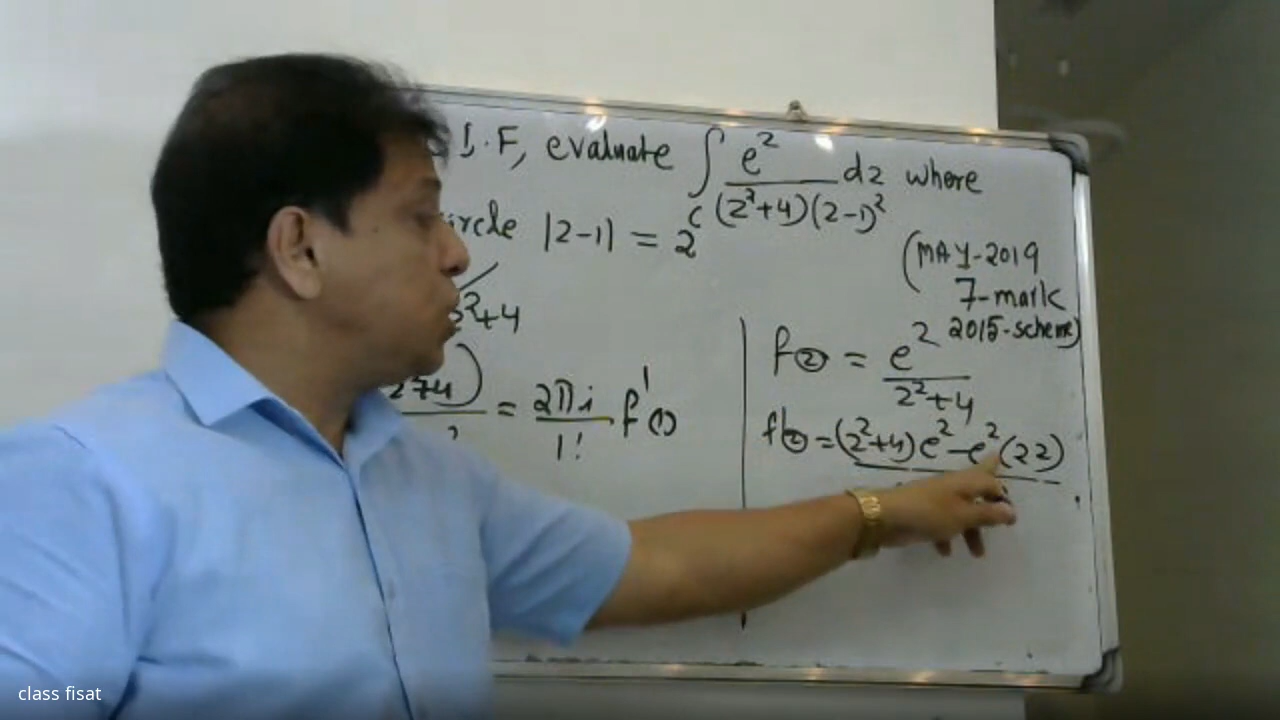 I.F, evaluate ∫ e^z / (z²+4)(z-1)² dz where
C
circle |z-1| = 2
(MAY-2019
7-mark
2015-scheme)
z²+4
= 2πi / 1! f'(1)
f(z) = e^z / z²+4
f'(z) = (z²+4)e^z - e^z(2z)
class fisat